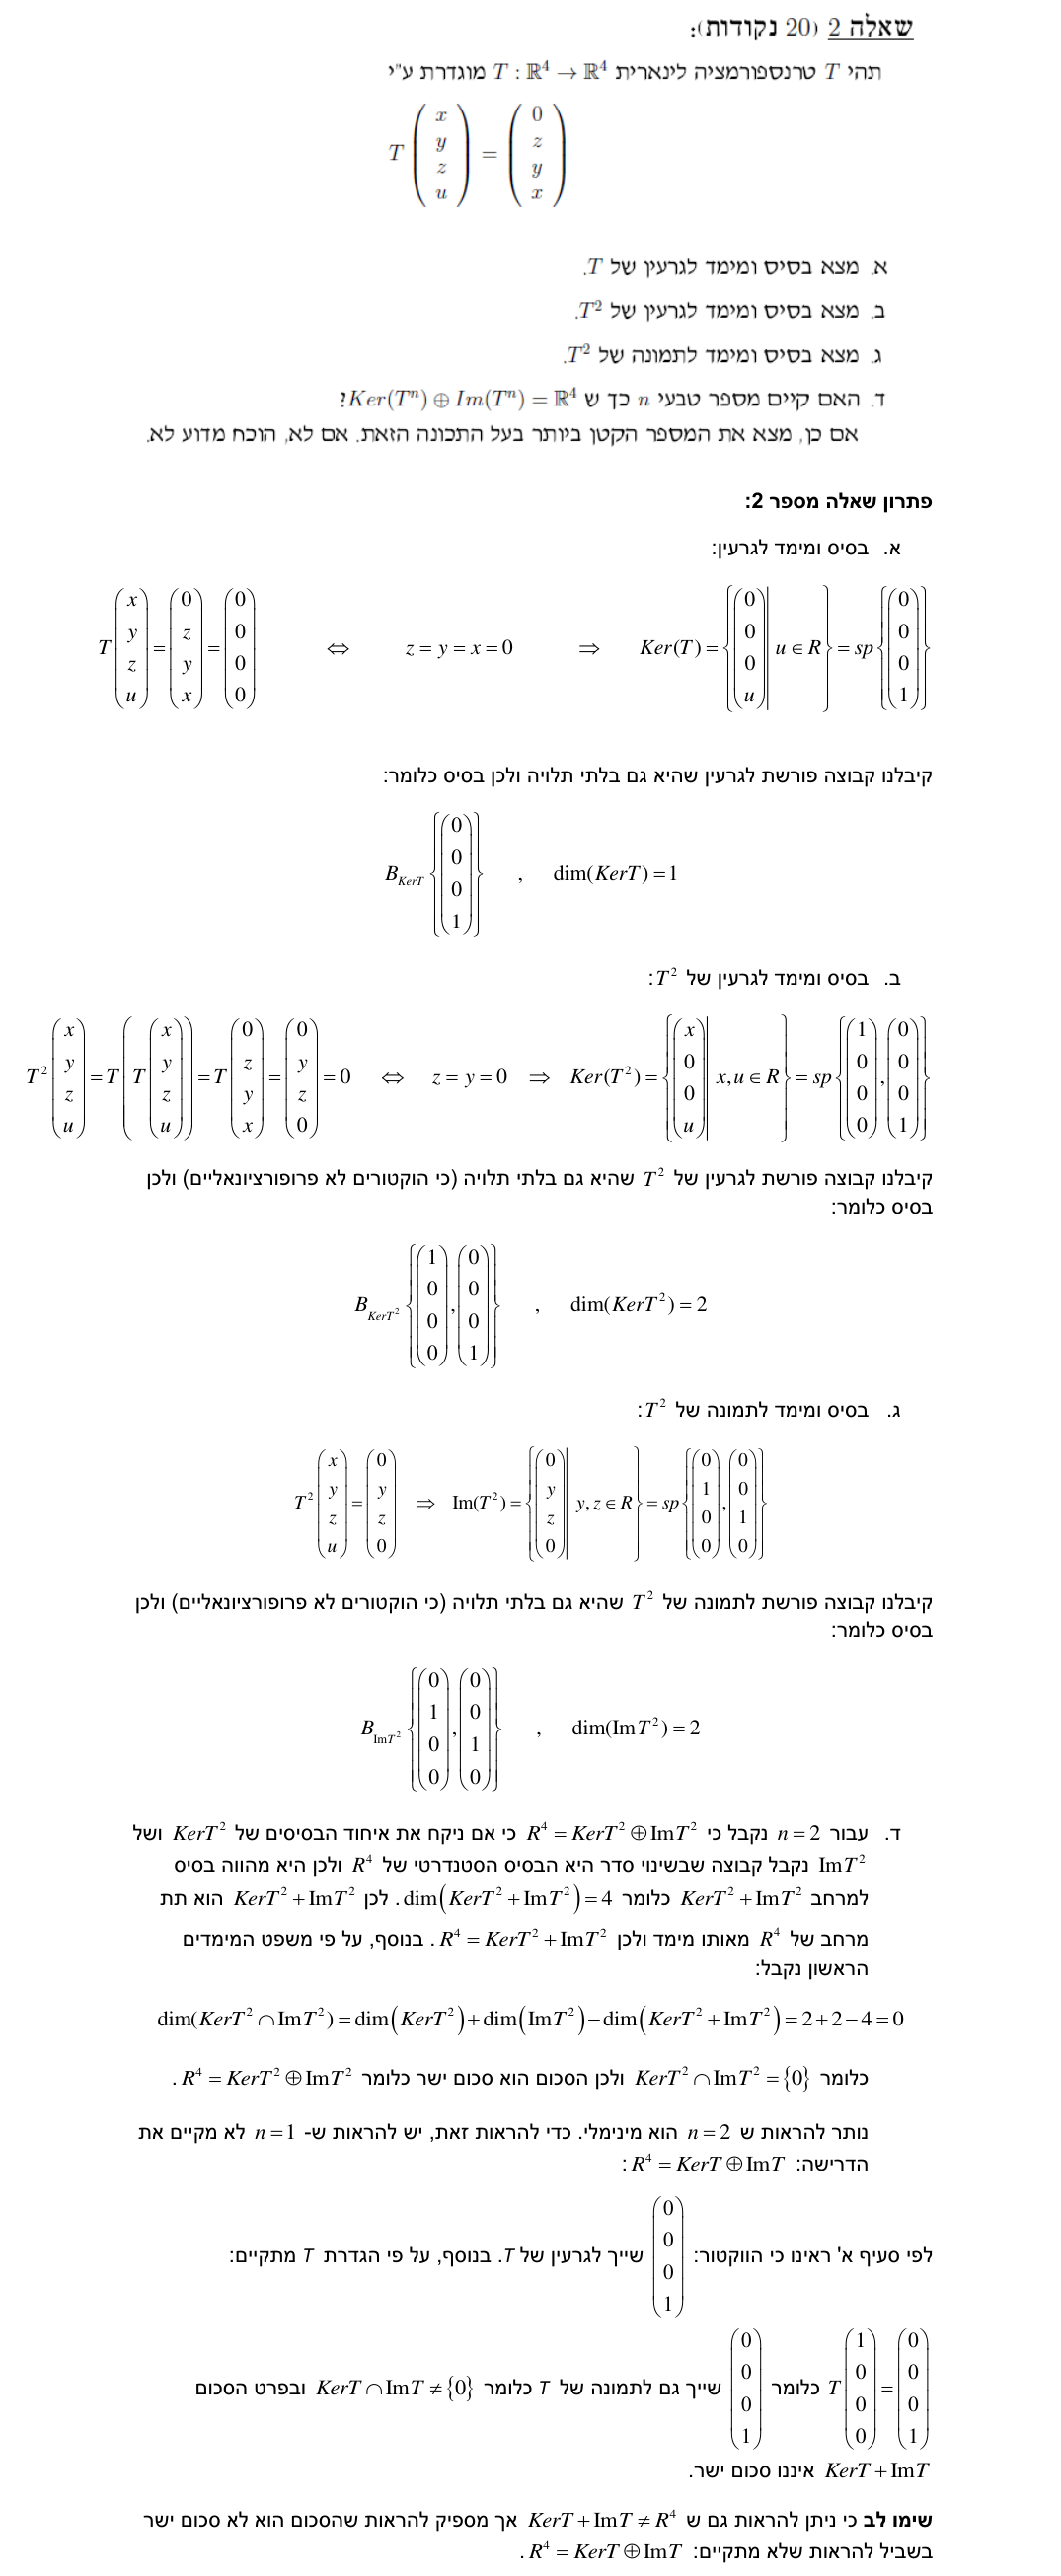 שאלה 2 (20 נקודות):
תהי T טרנספורמציה לינארית T : ℝ⁴ → ℝ⁴ מוגדרת ע"י
T (x y z u) = (0 z y x)
א. מצא בסיס ומימד לגרעין של T.
ב. מצא בסיס ומימד לגרעין של T².
ג. מצא בסיס ומימד לתמונה של T².
ד. האם קיים מספר טבעי n כך ש Ker(Tⁿ) ⊕ Im(Tⁿ) = ℝ⁴?
אם כן, מצא את המספר הקטן ביותר בעל התכונה הזאת. אם לא, הוכח מדוע לא.
פתרון שאלה מספר 2:
א. בסיס ומימד לגרעין:
T (x y z u) = (0 z y x) = (0 0 0 0) ⇔ z = y = x = 0 ⇒ Ker(T) = {(0 0 0 u) | u ∈ R} = sp{(0 0 0 1)}
קיבלנו קבוצה פורשת לגרעין שהיא גם בלתי תלויה ולכן בסיס כלומר:
B_KerT {(0 0 0 1)} , dim(KerT) = 1
ב. בסיס ומימד לגרעין של T²:
T² (x y z u) = T (T (x y z u)) = T (0 z y x) = (0 y z 0) = 0 ⇔ z = y = 0 ⇒ Ker(T²) = {(x 0 0 u) | x,u ∈ R} = sp{(1 0 0 0), (0 0 0 1)}
קיבלנו קבוצה פורשת לגרעין של T² שהיא גם בלתי תלויה (כי הוקטורים לא פרופורציונאליים) ולכן
בסיס כלומר:
B_KerT² {(1 0 0 0), (0 0 0 1)} , dim(KerT²) = 2
ג. בסיס ומימד לתמונה של T²:
T² (x y z u) = (0 y z 0) ⇒ Im(T²) = {(0 y z 0) | y,z ∈ R} = sp{(0 1 0 0), (0 0 1 0)}
קיבלנו קבוצה פורשת לתמונה של T² שהיא גם בלתי תלויה (כי הוקטורים לא פרופורציונאליים) ולכן
בסיס כלומר:
B_ImT² {(0 1 0 0), (0 0 1 0)} , dim(ImT²) = 2
ד. עבור n = 2 נקבל כי R⁴ = KerT² ⊕ ImT² כי אם ניקח את איחוד הבסיסים של KerT² ושל
ImT² נקבל קבוצה שבשינוי סדר היא הבסיס הסטנדרטי של R⁴ ולכן היא מהווה בסיס
למרחב KerT² + ImT² כלומר dim(KerT² + ImT²) = 4. לכן KerT² + ImT² הוא תת
מרחב של R⁴ מאותו מימד ולכן R⁴ = KerT² + ImT². בנוסף, על פי משפט המימדים
הראשון נקבל:
dim(KerT² ∩ ImT²) = dim(KerT²) + dim(ImT²) − dim(KerT² + ImT²) = 2 + 2 − 4 = 0
כלומר KerT² ∩ ImT² = {0} ולכן הסכום הוא סכום ישר כלומר R⁴ = KerT² ⊕ ImT².
נותר להראות ש n = 2 הוא מינימלי. כדי להראות זאת, יש להראות ש- n = 1 לא מקיים את
הדרישה: R⁴ = KerT ⊕ ImT:
לפי סעיף א' ראינו כי הווקטור: (0 0 0 1) שייך לגרעין של T. בנוסף, על פי הגדרת T מתקיים:
T (1 0 0 0) = (0 0 0 1) כלומר (0 0 0 1) שייך גם לתמונה של T כלומר KerT ∩ ImT ≠ {0} ובפרט הסכום
KerT + ImT איננו סכום ישר.
שימו לב כי ניתן להראות גם ש KerT + ImT ≠ R⁴ אך מספיק להראות שהסכום הוא לא סכום ישר
בשביל להראות שלא מתקיים: R⁴ = KerT ⊕ ImT.